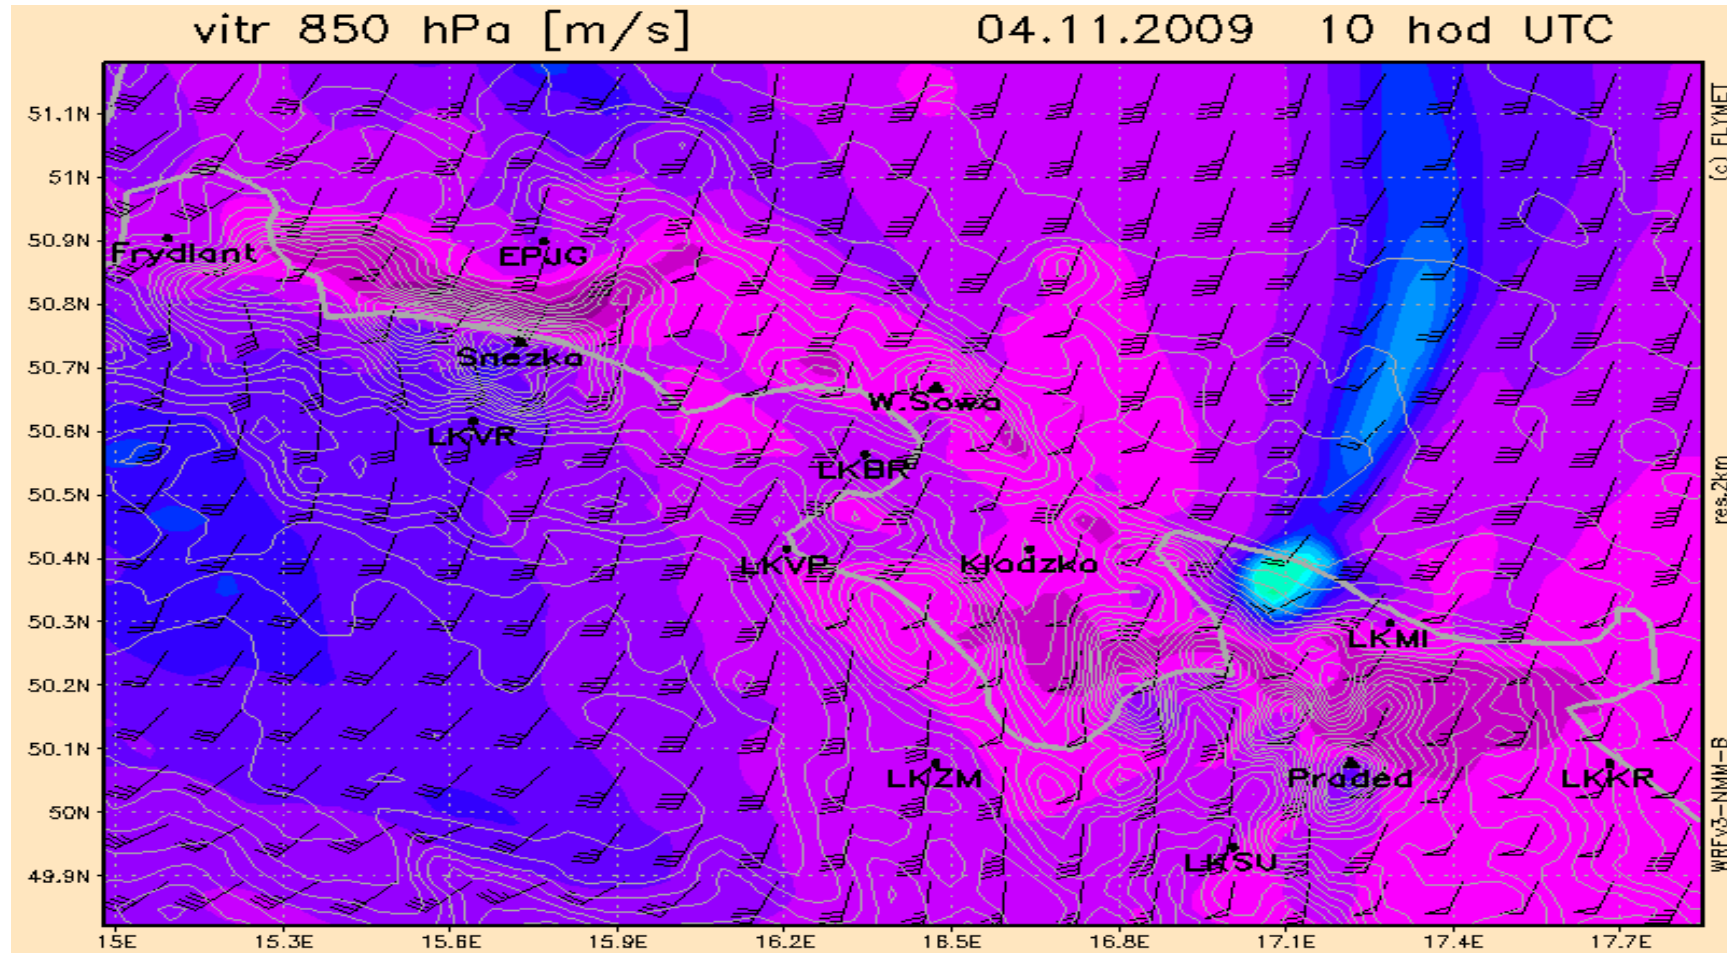 vitr 850 hPa [m/s]
04.11.2009 10 hod UTC
51.1N
51N
50.9N
50.8N
50.7N
50.6N
50.5N
50.4N
50.3N
50.2N
50.1N
50N
49.9N
Frydlant
EPJG
Snezka
LKVR
W.Sowa
LKBR
LKVP
Kłodzko
LKMI
LKZM
Praded
LKKR
LKSU
15E
15.3E
15.6E
15.9E
16.2E
16.5E
16.8E
17.1E
17.4E
17.7E
(c) FLYMET
res.2km
WRFv3-NMM-B